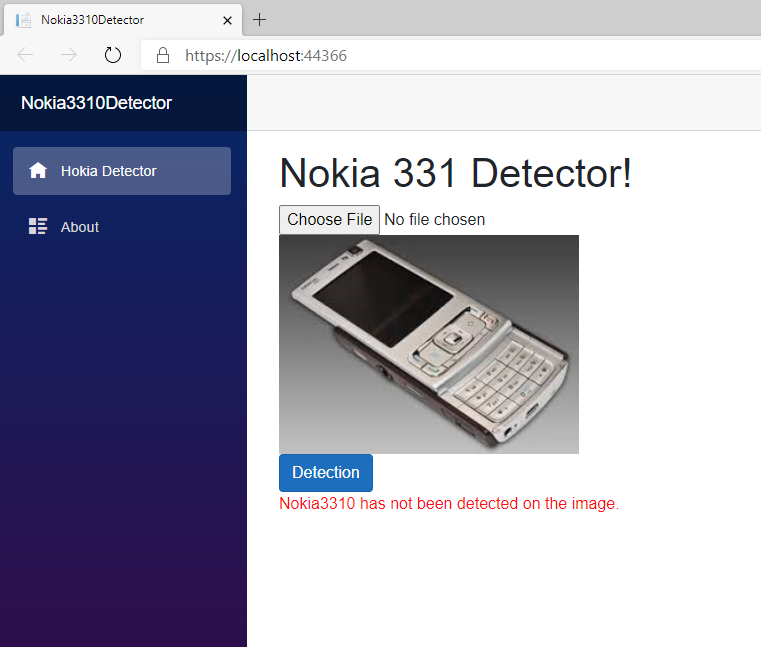 Nokia3310Detector
https://localhost:44366
Nokia3310Detector
Hokia Detector
About
Nokia 331 Detector!
Choose File No file chosen
Detection
Nokia3310 has not been detected on the image.